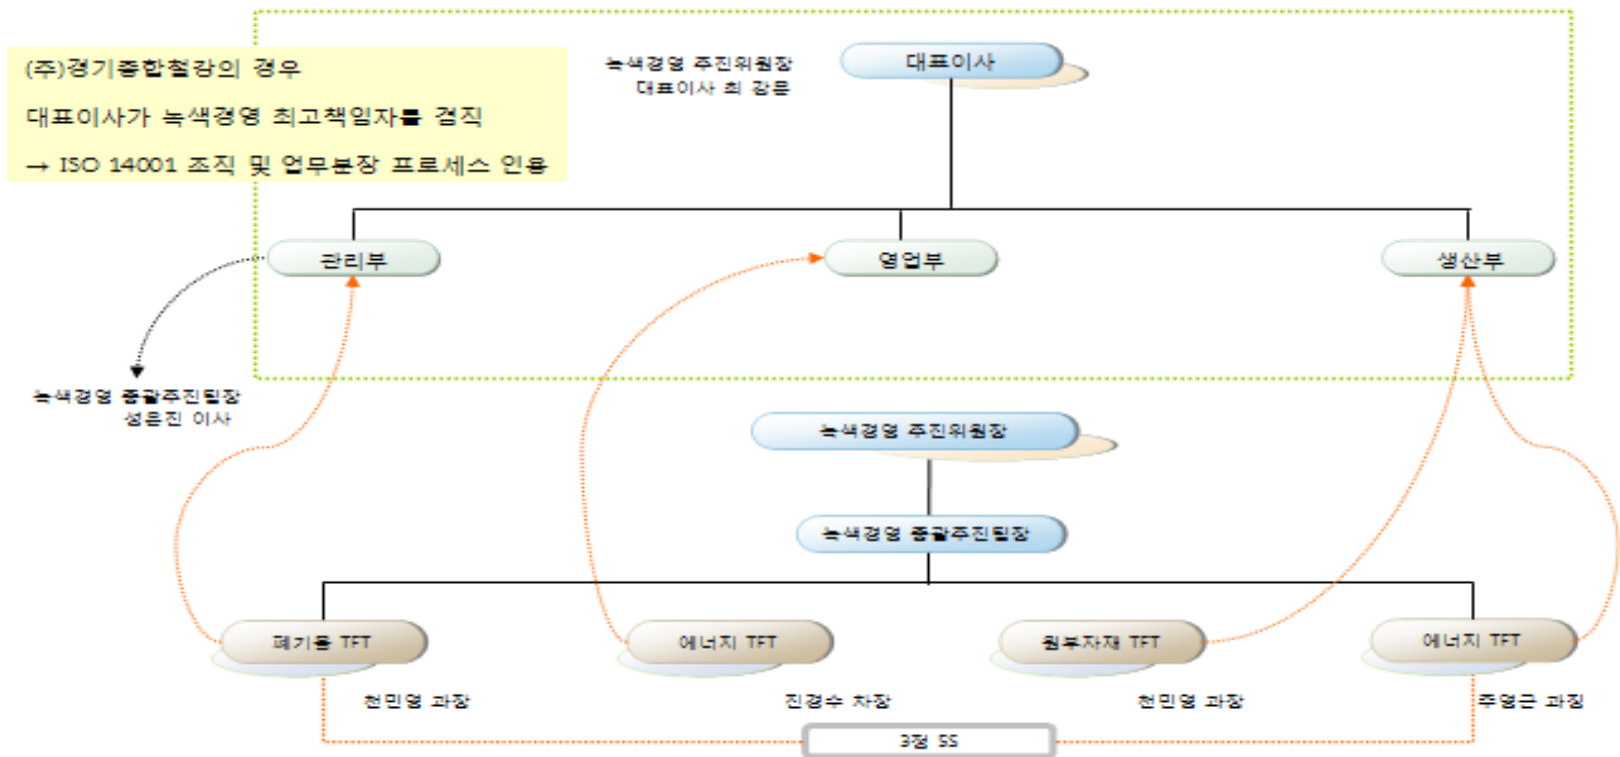 (주)경기종합철강의 경우
대표이사가 녹색경영 최고책임자를 겸직
→ ISO 14001 조직 및 업무분장 프로세스 인용
녹색경영 추진위원장
대표이사 최 강문
대표이사
관리부
영업부
생산부
녹색경영 총괄추진팀장
성은진 이사
녹색경영 추진위원장
녹색경영 총괄추진팀장
폐기물 TFT
에너지 TFT
원부자재 TFT
에너지 TFT
천민영 과장
진경수 차장
천민영 과장
주영근 과장
3정 5S